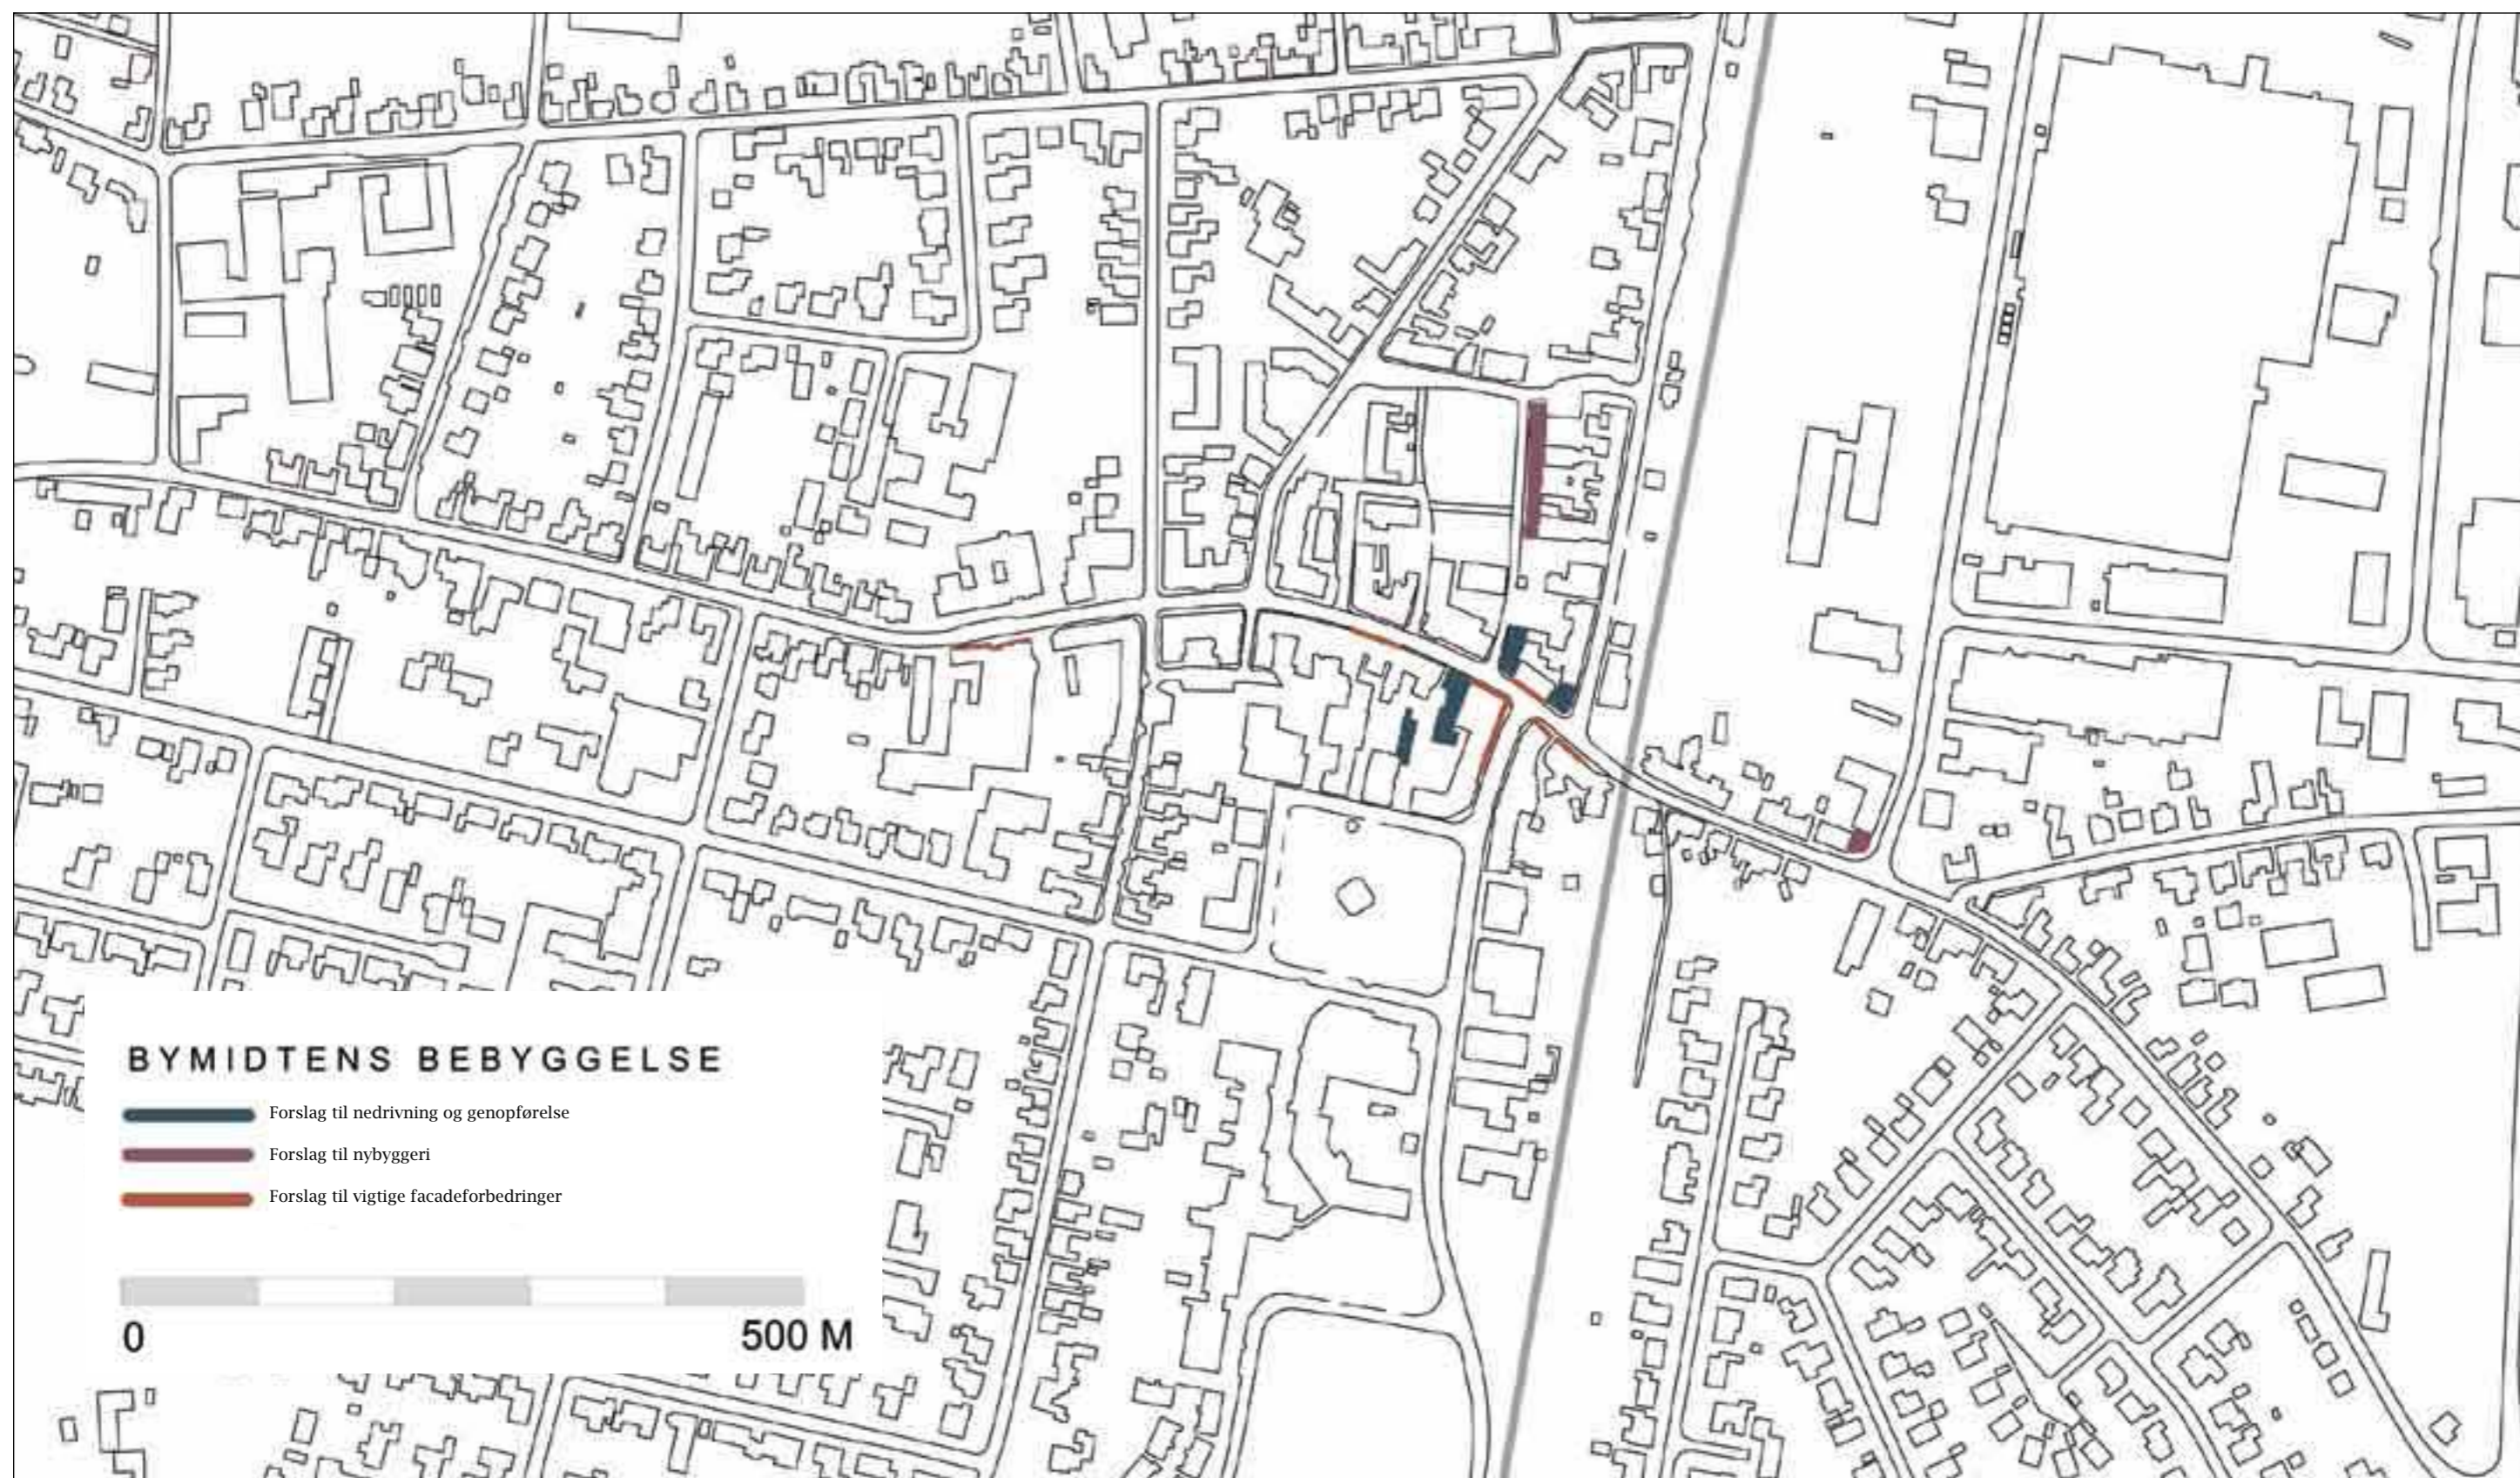 BYMIDTENS BEBYGGELSE
Forslag til nedrivning og genopførelse
Forslag til nybyggeri
Forslag til vigtige facadeforbedringer
0 500 M